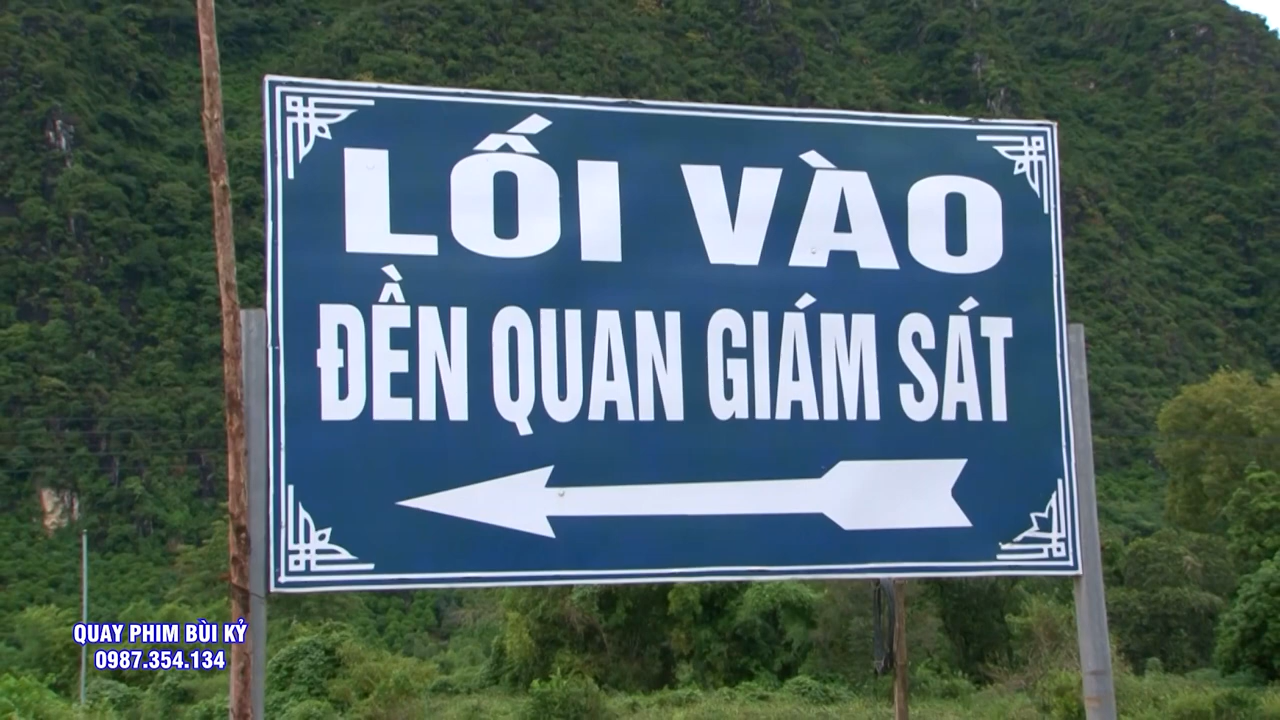 LỐI VÀO
ĐỀN QUAN GIÁM SÁT
QUAY PHIM BÙI KỶ
0987.354.134